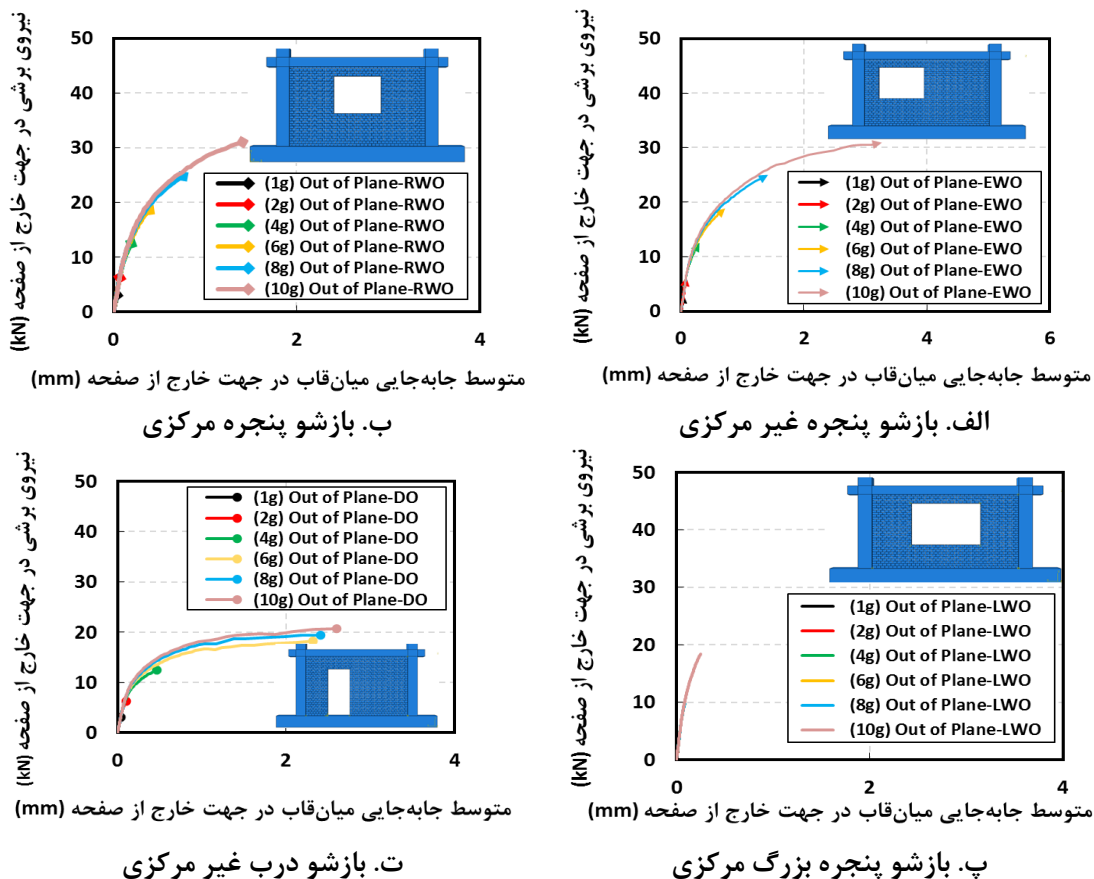 نیروی برشی در جهت خارج از صفحه (kN)
50
40
30
20
10
0
0
2
4
6
(1g) Out of Plane-EWO
(2g) Out of Plane-EWO
(4g) Out of Plane-EWO
(6g) Out of Plane-EWO
(8g) Out of Plane-EWO
(10g) Out of Plane-EWO
متوسط جابه‌جایی میان‌قاب در جهت خارج از صفحه (mm)
الف. بازشو پنجره غیر مرکزی
نیروی برشی در جهت خارج از صفحه (kN)
50
40
30
20
10
0
0
2
4
(1g) Out of Plane-RWO
(2g) Out of Plane-RWO
(4g) Out of Plane-RWO
(6g) Out of Plane-RWO
(8g) Out of Plane-RWO
(10g) Out of Plane-RWO
متوسط جابه‌جایی میان‌قاب در جهت خارج از صفحه (mm)
ب. بازشو پنجره مرکزی
نیروی برشی در جهت خارج از صفحه (kN)
50
40
30
20
10
0
0
2
4
(1g) Out of Plane-LWO
(2g) Out of Plane-LWO
(4g) Out of Plane-LWO
(6g) Out of Plane-LWO
(8g) Out of Plane-LWO
(10g) Out of Plane-LWO
متوسط جابه‌جایی میان‌قاب در جهت خارج از صفحه (mm)
پ. بازشو پنجره بزرگ مرکزی
نیروی برشی در جهت خارج از صفحه (kN)
50
40
30
20
10
0
0
2
4
(1g) Out of Plane-DO
(2g) Out of Plane-DO
(4g) Out of Plane-DO
(6g) Out of Plane-DO
(8g) Out of Plane-DO
(10g) Out of Plane-DO
متوسط جابه‌جایی میان‌قاب در جهت خارج از صفحه (mm)
ت. بازشو درب غیر مرکزی